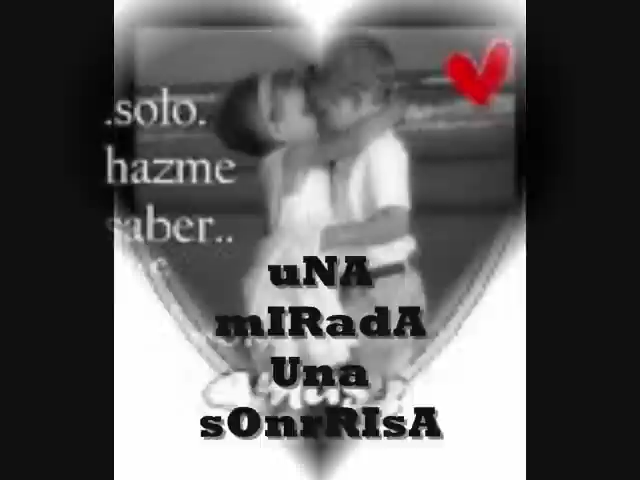 .solo.
hazme
saber..
uNA
mIRadA
Una
sOnrRIsA